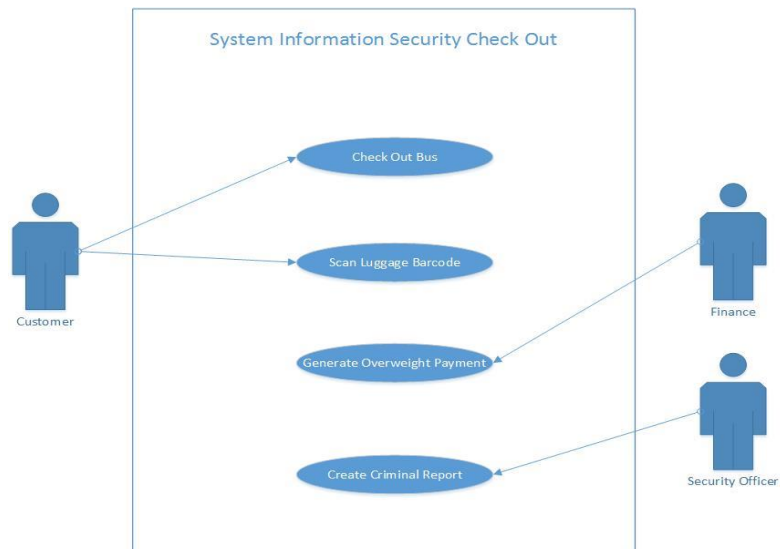 System Information Security Check Out
Check Out Bus
Scan Luggage Barcode
Customer
Finance
Generate Overweight Payment
Create Criminal Report
Security Officer